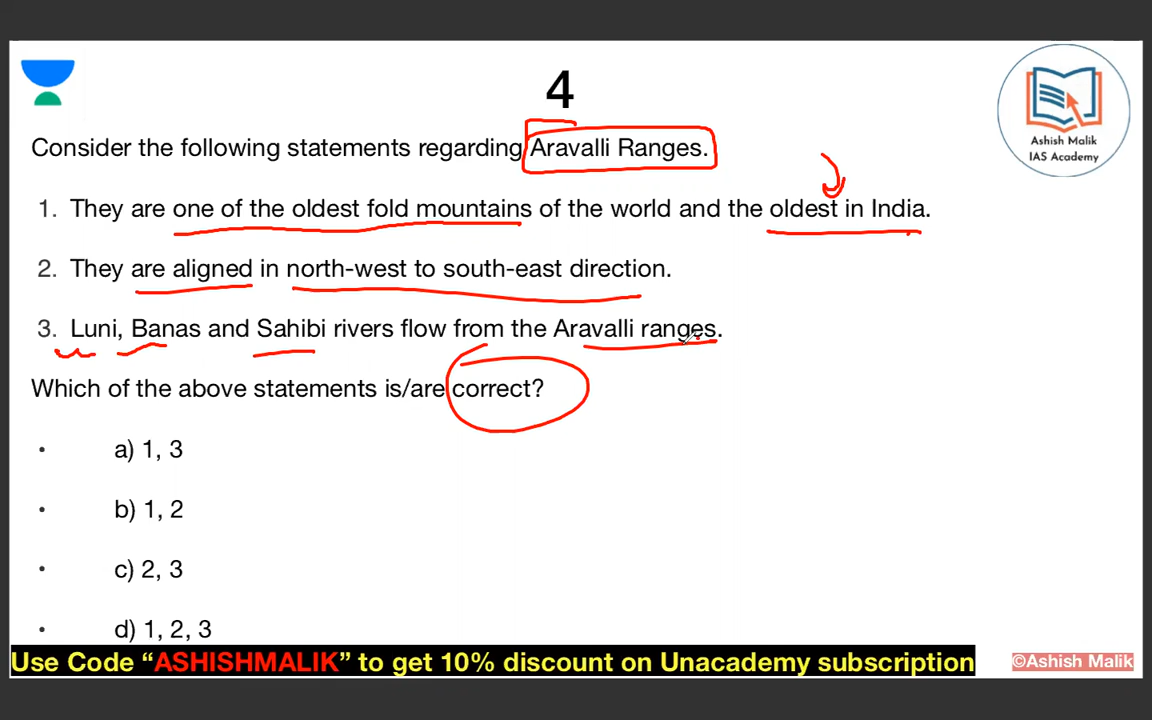 4
Ashish Malik
IAS Academy
Consider the following statements regarding Aravalli Ranges.
1. They are one of the oldest fold mountains of the world and the oldest in India.
2. They are aligned in north-west to south-east direction.
3. Luni, Banas and Sahibi rivers flow from the Aravalli ranges.
Which of the above statements is/are correct?
• a) 1, 3
• b) 1, 2
• c) 2, 3
• d) 1, 2, 3
Use Code “ASHISHMALIK” to get 10% discount on Unacademy subscription
©Ashish Malik